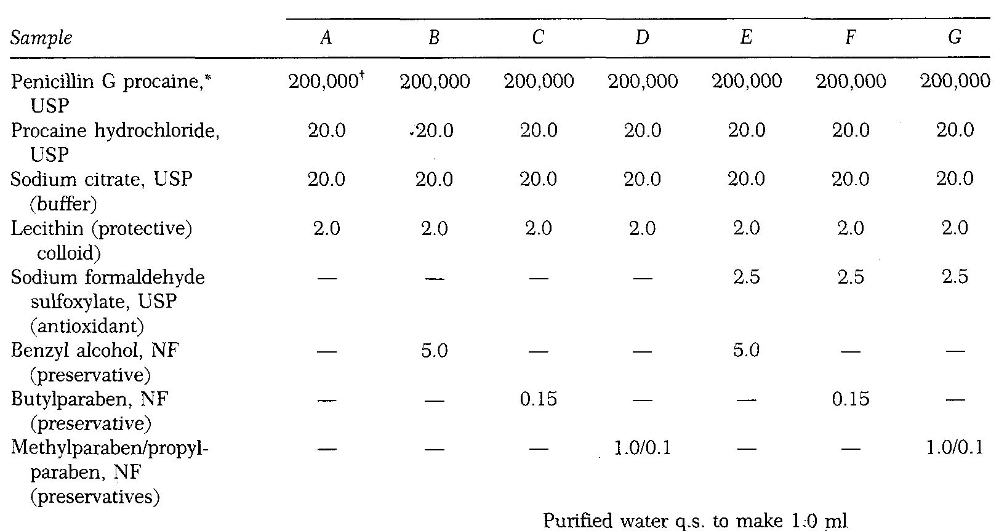 Sample A B C D E F G
Penicillin G procaine,* 200,000† 200,000 200,000 200,000 200,000 200,000 200,000
USP
Procaine hydrochloride, 20.0 20.0 20.0 20.0 20.0 20.0 20.0
USP
Sodium citrate, USP 20.0 20.0 20.0 20.0 20.0 20.0 20.0
(buffer)
Lecithin (protective) 2.0 2.0 2.0 2.0 2.0 2.0 2.0
colloid)
Sodium formaldehyde — — — — 2.5 2.5 2.5
sulfoxylate, USP
(antioxidant)
Benzyl alcohol, NF — 5.0 — — 5.0 — —
(preservative)
Butylparaben, NF — — 0.15 — — 0.15 —
(preservative)
Methylparaben/propyl- — — — 1.0/0.1 — — 1.0/0.1
paraben, NF
(preservatives)
Purified water q.s. to make 1.0 ml